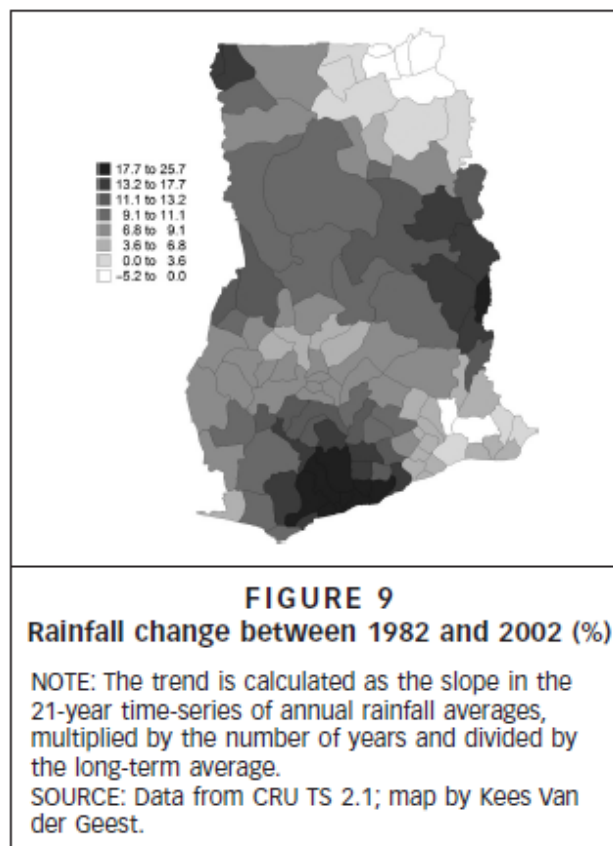 17.7 to 25.7
13.2 to 17.7
11.1 to 13.2
9.1 to 11.1
6.8 to 9.1
3.6 to 6.8
0.0 to 3.6
−5.2 to 0.0
FIGURE 9
Rainfall change between 1982 and 2002 (%)
NOTE: The trend is calculated as the slope in the
21-year time-series of annual rainfall averages,
multiplied by the number of years and divided by
the long-term average.
SOURCE: Data from CRU TS 2.1; map by Kees Van
der Geest.